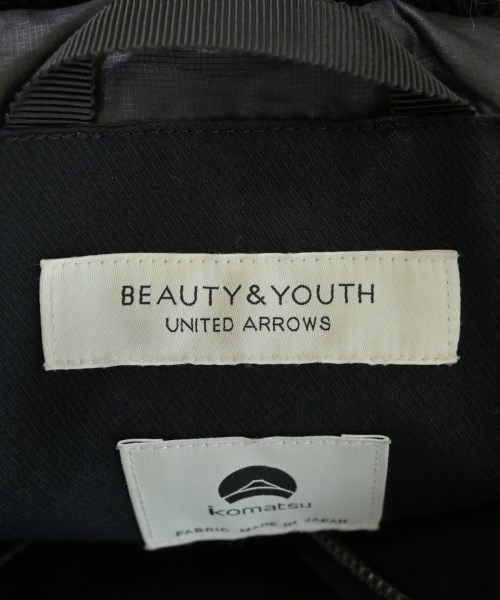 BEAUTY&YOUTH
UNITED ARROWS
komatsu
FABRIC MADE IN JAPAN